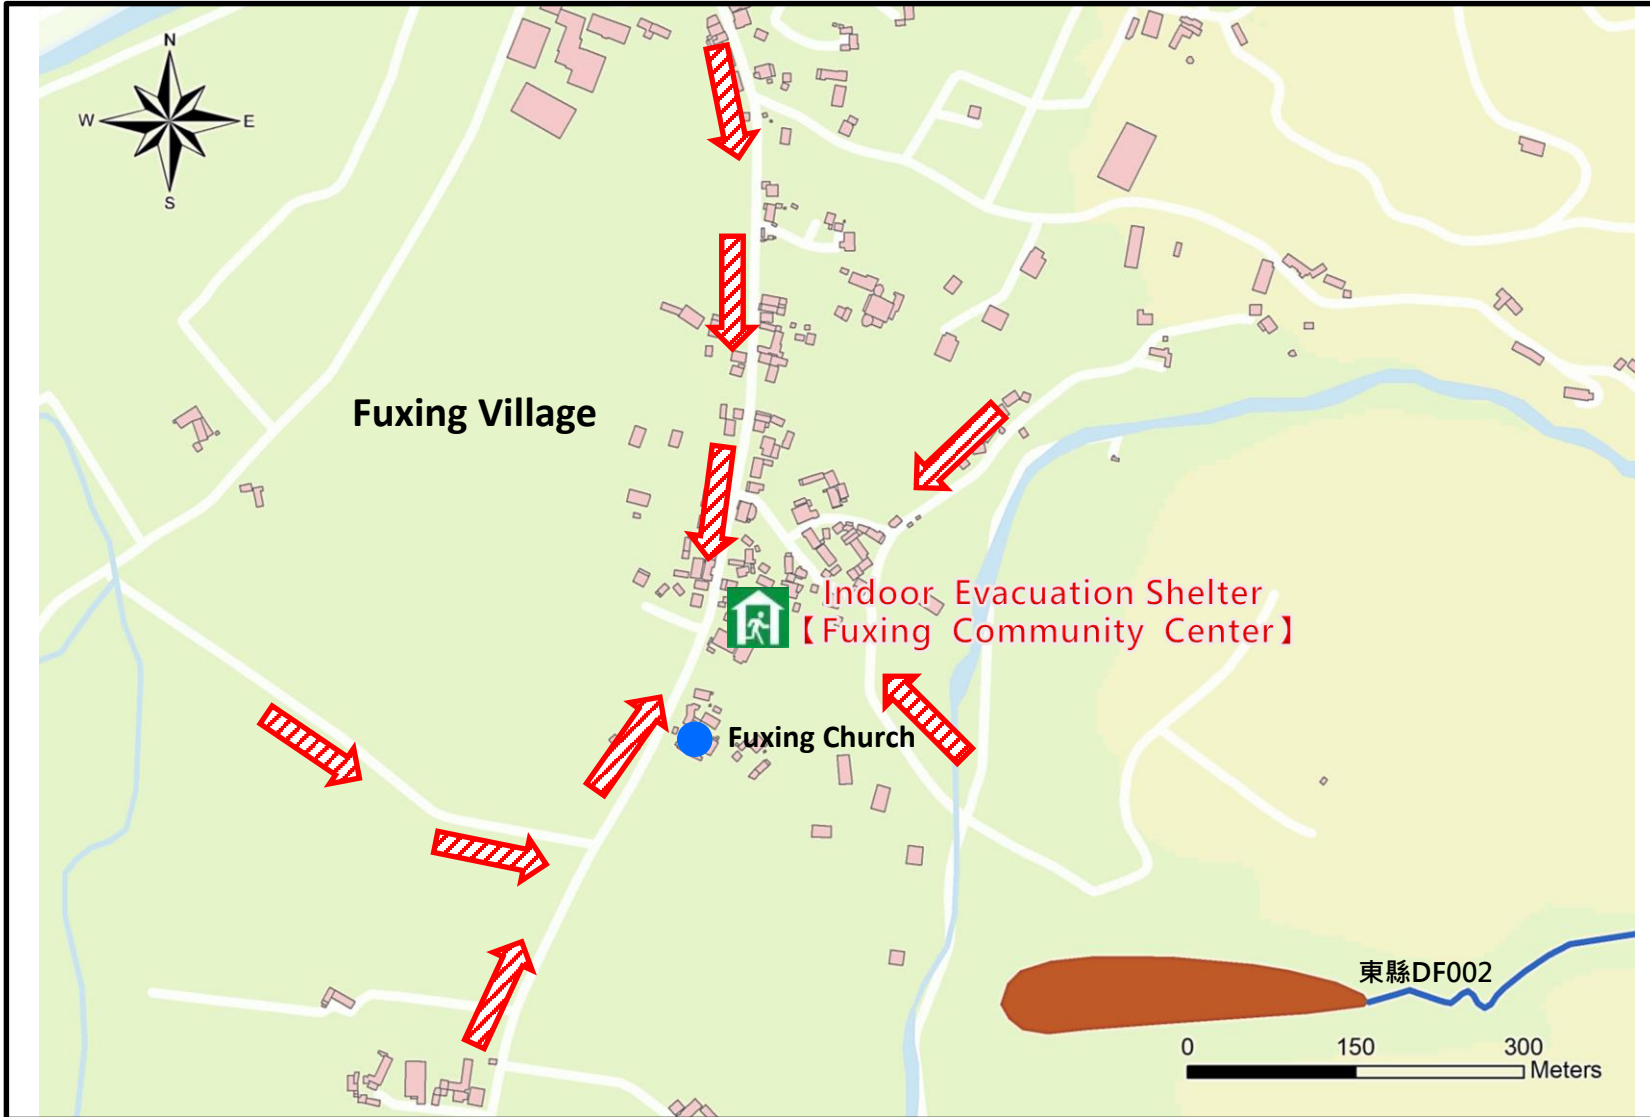 N
W
E
S
Fuxing Village
Indoor Evacuation Shelter
【Fuxing Community Center】
Fuxing Church
東縣DF002
0 150 300
Meters